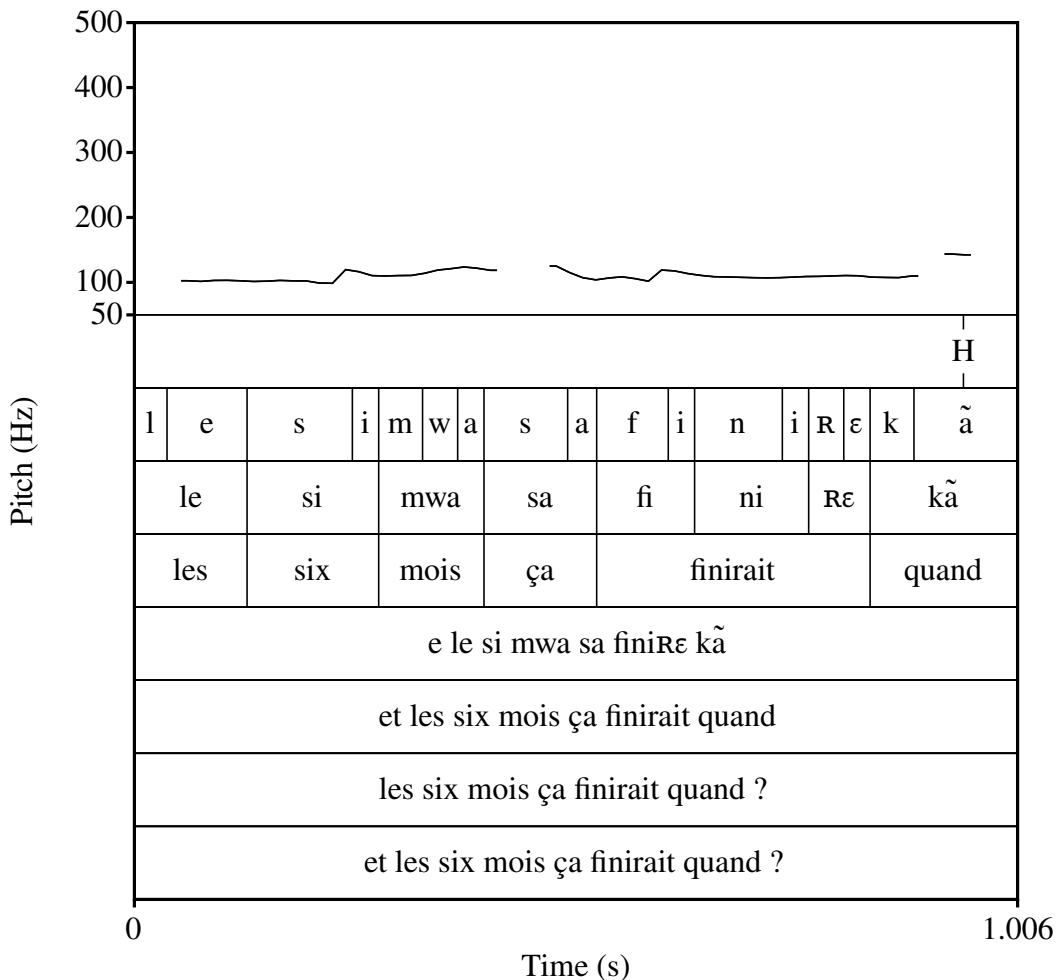 500
400
300
200
100
50
Pitch (Hz)
H
l e s i m w a s a f i n i ʀ ɛ k ɑ̃
le si mwa sa fi ni ʀɛ kɑ̃
les six mois ça finirait quand
e le si mwa sa finiʀɛ kɑ̃
et les six mois ça finirait quand
les six mois ça finirait quand ?
et les six mois ça finirait quand ?
0 1.006
Time (s)